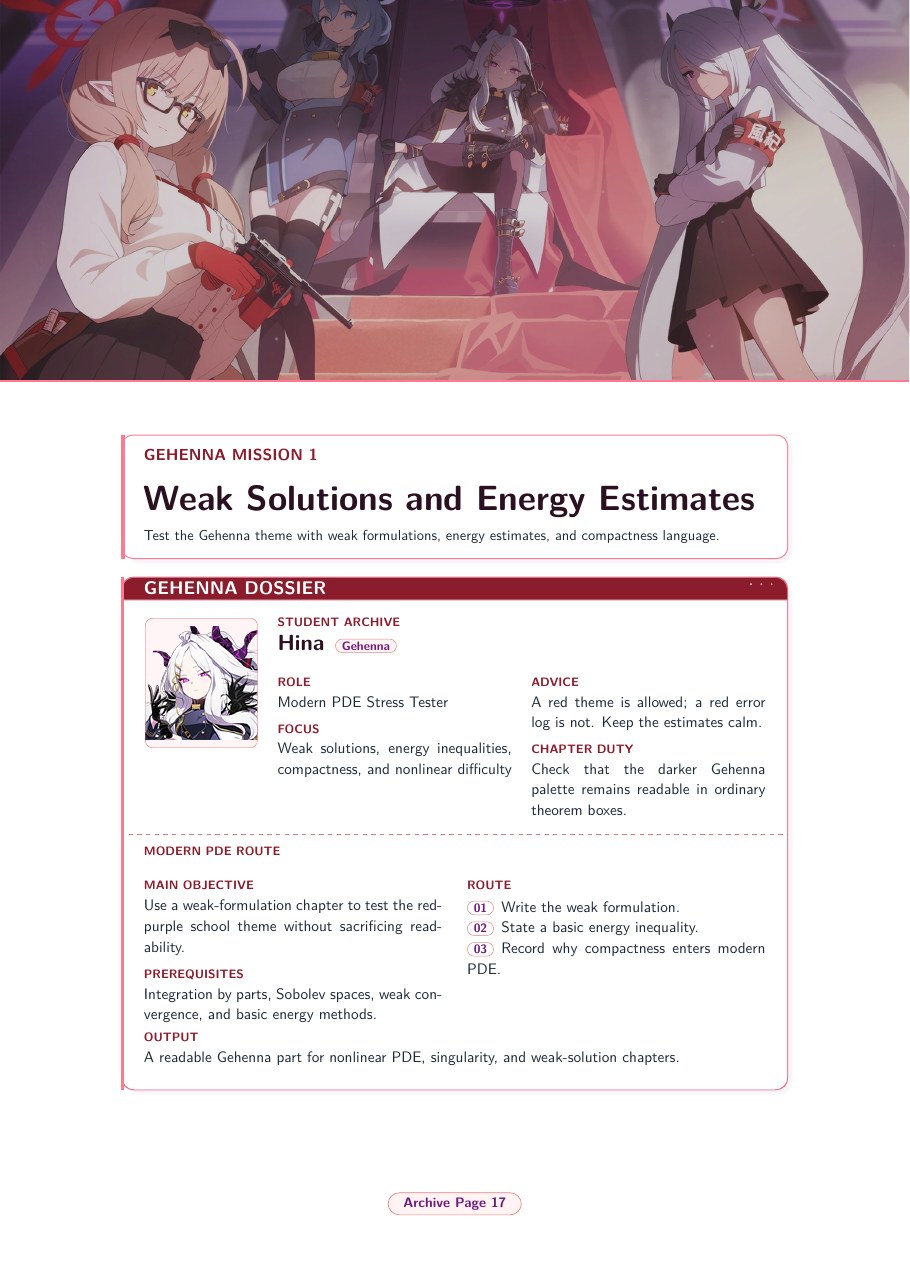 風紀
GEHENNA MISSION 1
Weak Solutions and Energy Estimates
Test the Gehenna theme with weak formulations, energy estimates, and compactness language.
GEHENNA DOSSIER
STUDENT ARCHIVE
Hina Gehenna
ROLE
Modern PDE Stress Tester
FOCUS
Weak solutions, energy inequalities,
compactness, and nonlinear difficulty
ADVICE
A red theme is allowed; a red error
log is not. Keep the estimates calm.
CHAPTER DUTY
Check that the darker Gehenna
palette remains readable in ordinary
theorem boxes.
MODERN PDE ROUTE
MAIN OBJECTIVE
Use a weak-formulation chapter to test the red-
purple school theme without sacrificing read-
ability.
PREREQUISITES
Integration by parts, Sobolev spaces, weak con-
vergence, and basic energy methods.
ROUTE
01 Write the weak formulation.
02 State a basic energy inequality.
03 Record why compactness enters modern
PDE.
OUTPUT
A readable Gehenna part for nonlinear PDE, singularity, and weak-solution chapters.
Archive Page 17